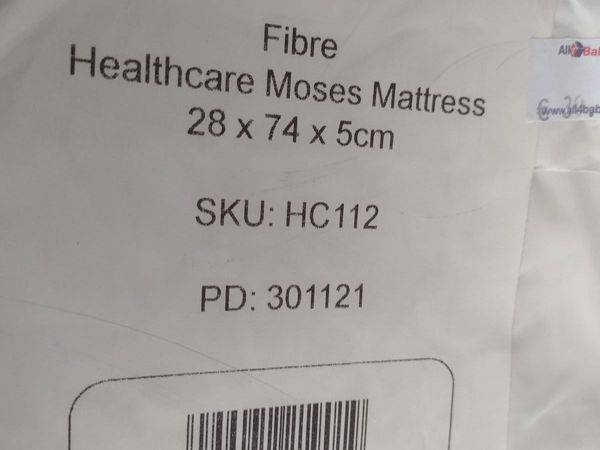 Fibre
Healthcare Moses Mattress
28 x 74 x 5cm
SKU: HC112
PD: 301121